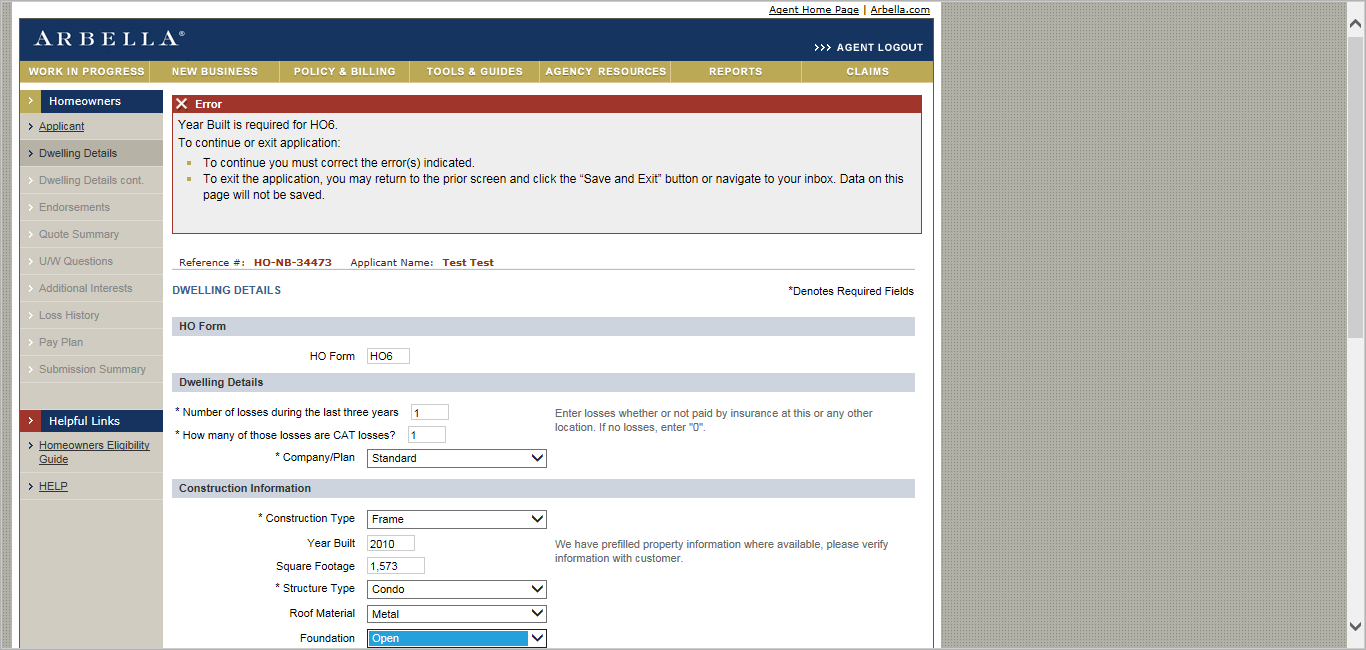 Agent Home Page | Arbella.com
ARBELLA®
>>> AGENT LOGOUT
WORK IN PROGRESS NEW BUSINESS POLICY & BILLING TOOLS & GUIDES AGENCY RESOURCES REPORTS CLAIMS
Homeowners
Applicant
Dwelling Details
Dwelling Details cont.
Endorsements
Quote Summary
U/W Questions
Additional Interests
Loss History
Pay Plan
Submission Summary
Helpful Links
Homeowners Eligibility
Guide
HELP
Error
Year Built is required for HO6.
To continue or exit application:
To continue you must correct the error(s) indicated.
To exit the application, you may return to the prior screen and click the “Save and Exit” button or navigate to your inbox. Data on this
page will not be saved.
Reference #: HO-NB-34473 Applicant Name: Test Test
DWELLING DETAILS
*Denotes Required Fields
HO Form
HO Form HO6
Dwelling Details
* Number of losses during the last three years 1
* How many of those losses are CAT losses? 1
Enter losses whether or not paid by insurance at this or any other
location. If no losses, enter "0".
* Company/Plan Standard
Construction Information
* Construction Type Frame
Year Built 2010
We have prefilled property information where available, please verify
information with customer.
Square Footage 1,573
* Structure Type Condo
Roof Material Metal
Foundation Open